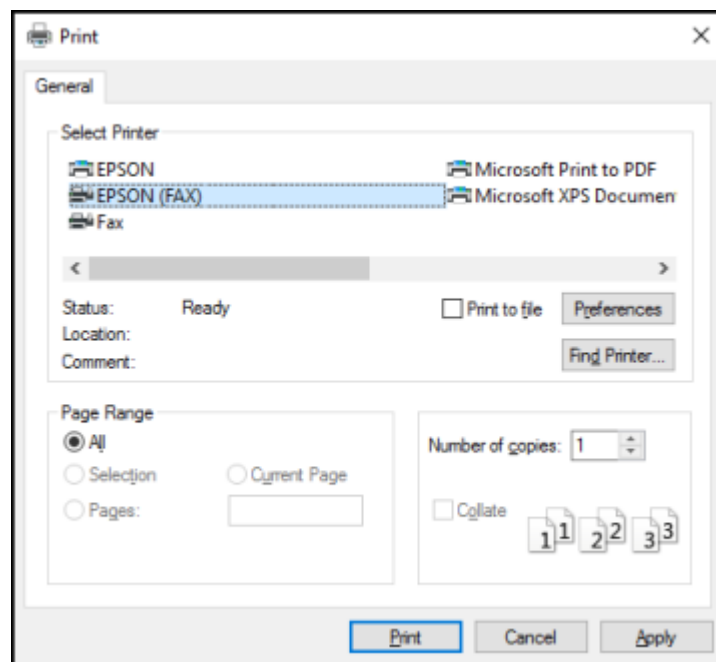 Print
General
Select Printer
EPSON
Microsoft Print to PDF
EPSON (FAX)
Microsoft XPS Documen
Fax
Status: Ready
Print to file
Preferences
Location:
Comment:
Find Printer...
Page Range
All
Selection
Current Page
Pages:
Number of copies: 1
Collate
1 1 2 2 3 3
Print
Cancel
Apply